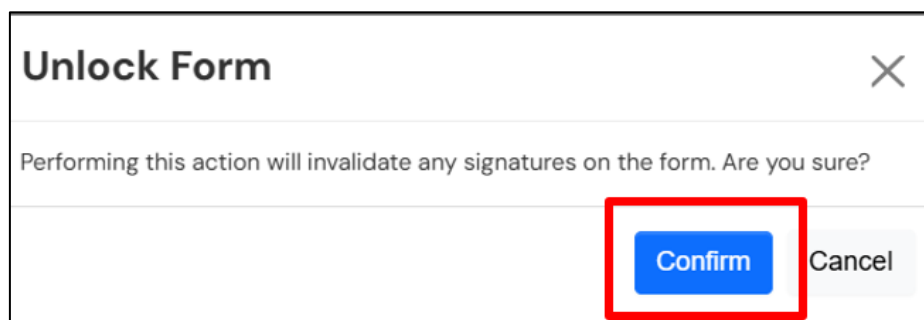 Unlock Form
Performing this action will invalidate any signatures on the form. Are you sure?
Confirm Cancel